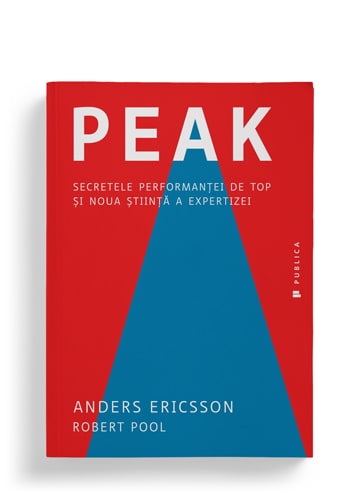 PEAK
SECRETELE PERFORMANȚEI DE TOP
ȘI NOUA ȘTIINȚĂ A EXPERTIZEI
PUBLICA
ANDERS ERICSSON
ROBERT POOL